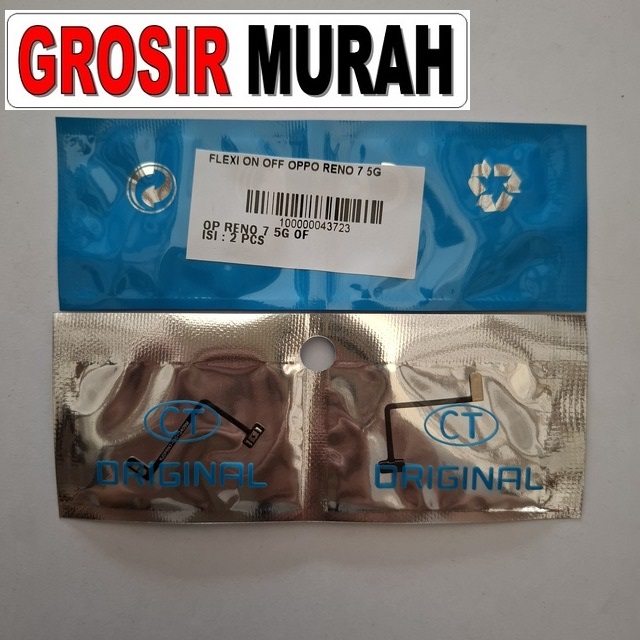 GROSIR MURAH
FLEXI ON OFF OPPO RENO 7 5G
100000043723
OP RENO 7 5G OF
ISI : 2 PCS
CT
ORIGINAL
CT
ORIGINAL